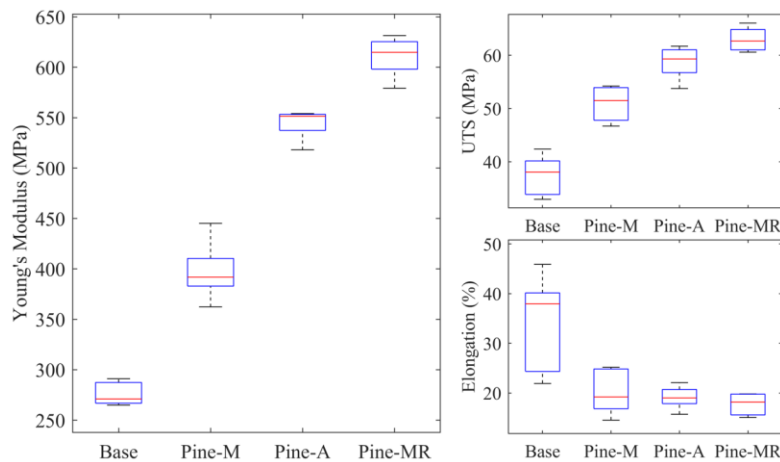 Young's Modulus (MPa)
650
600
550
500
450
400
350
300
250
Base Pine-M Pine-A Pine-MR
UTS (MPa)
60
50
40
Base Pine-M Pine-A Pine-MR
Elongation (%)
50
40
30
20
Base Pine-M Pine-A Pine-MR